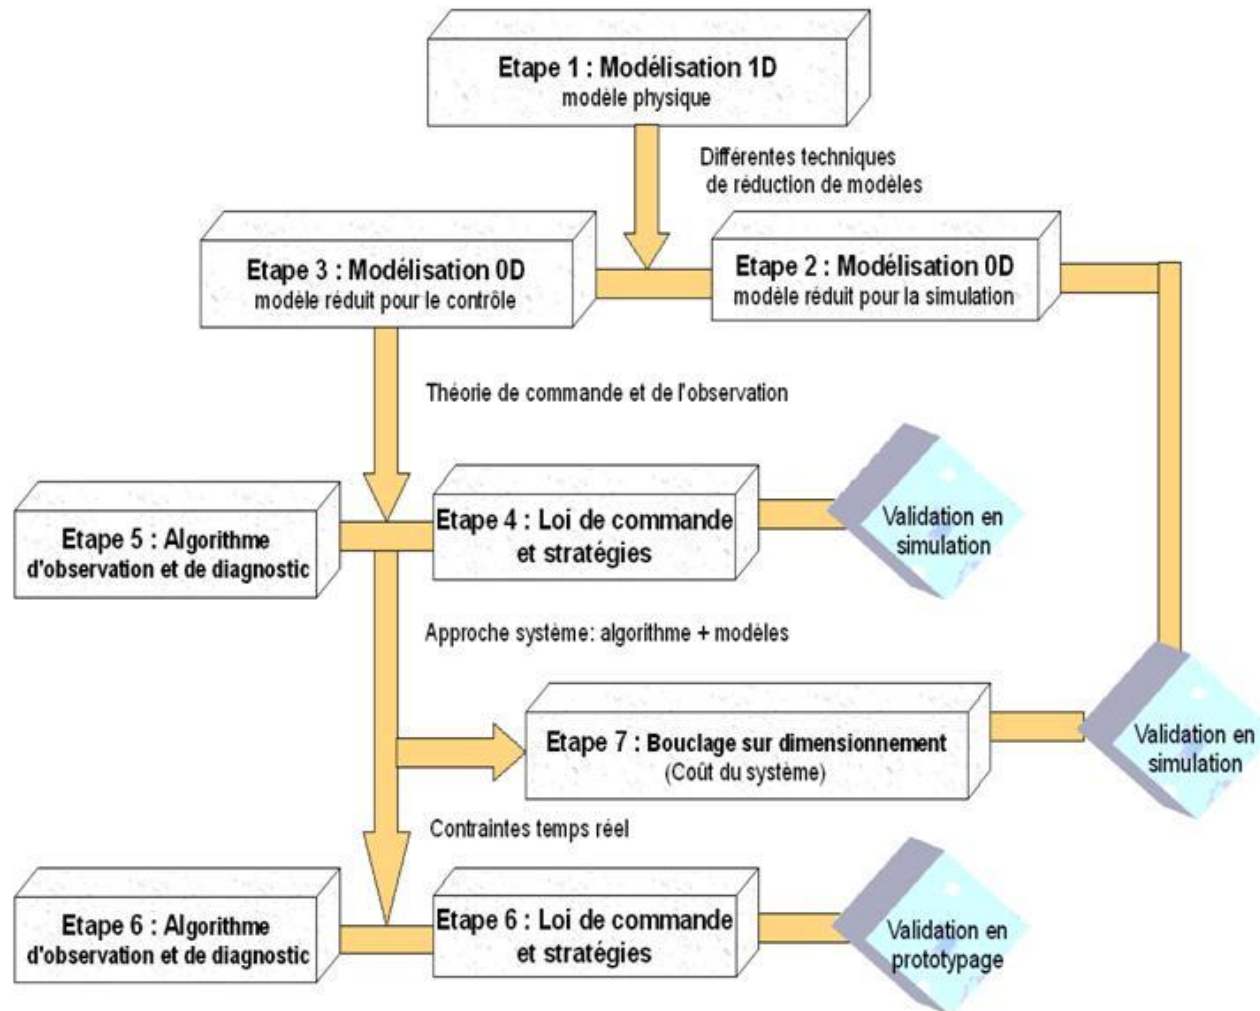 Etape 1 : Modélisation 1D
modèle physique
Différentes techniques
de réduction de modèles
Etape 3 : Modélisation 0D
modèle réduit pour le contrôle
Etape 2 : Modélisation 0D
modèle réduit pour la simulation
Théorie de commande et de l'observation
Etape 5 : Algorithme
d'observation et de diagnostic
Etape 4 : Loi de commande
et stratégies
Validation en
simulation
Approche système: algorithme + modèles
Etape 7 : Bouclage sur dimensionnement
(Coût du système)
Validation en
simulation
Contraintes temps réel
Etape 6 : Algorithme
d'observation et de diagnostic
Etape 6 : Loi de commande
et stratégies
Validation en
prototypage